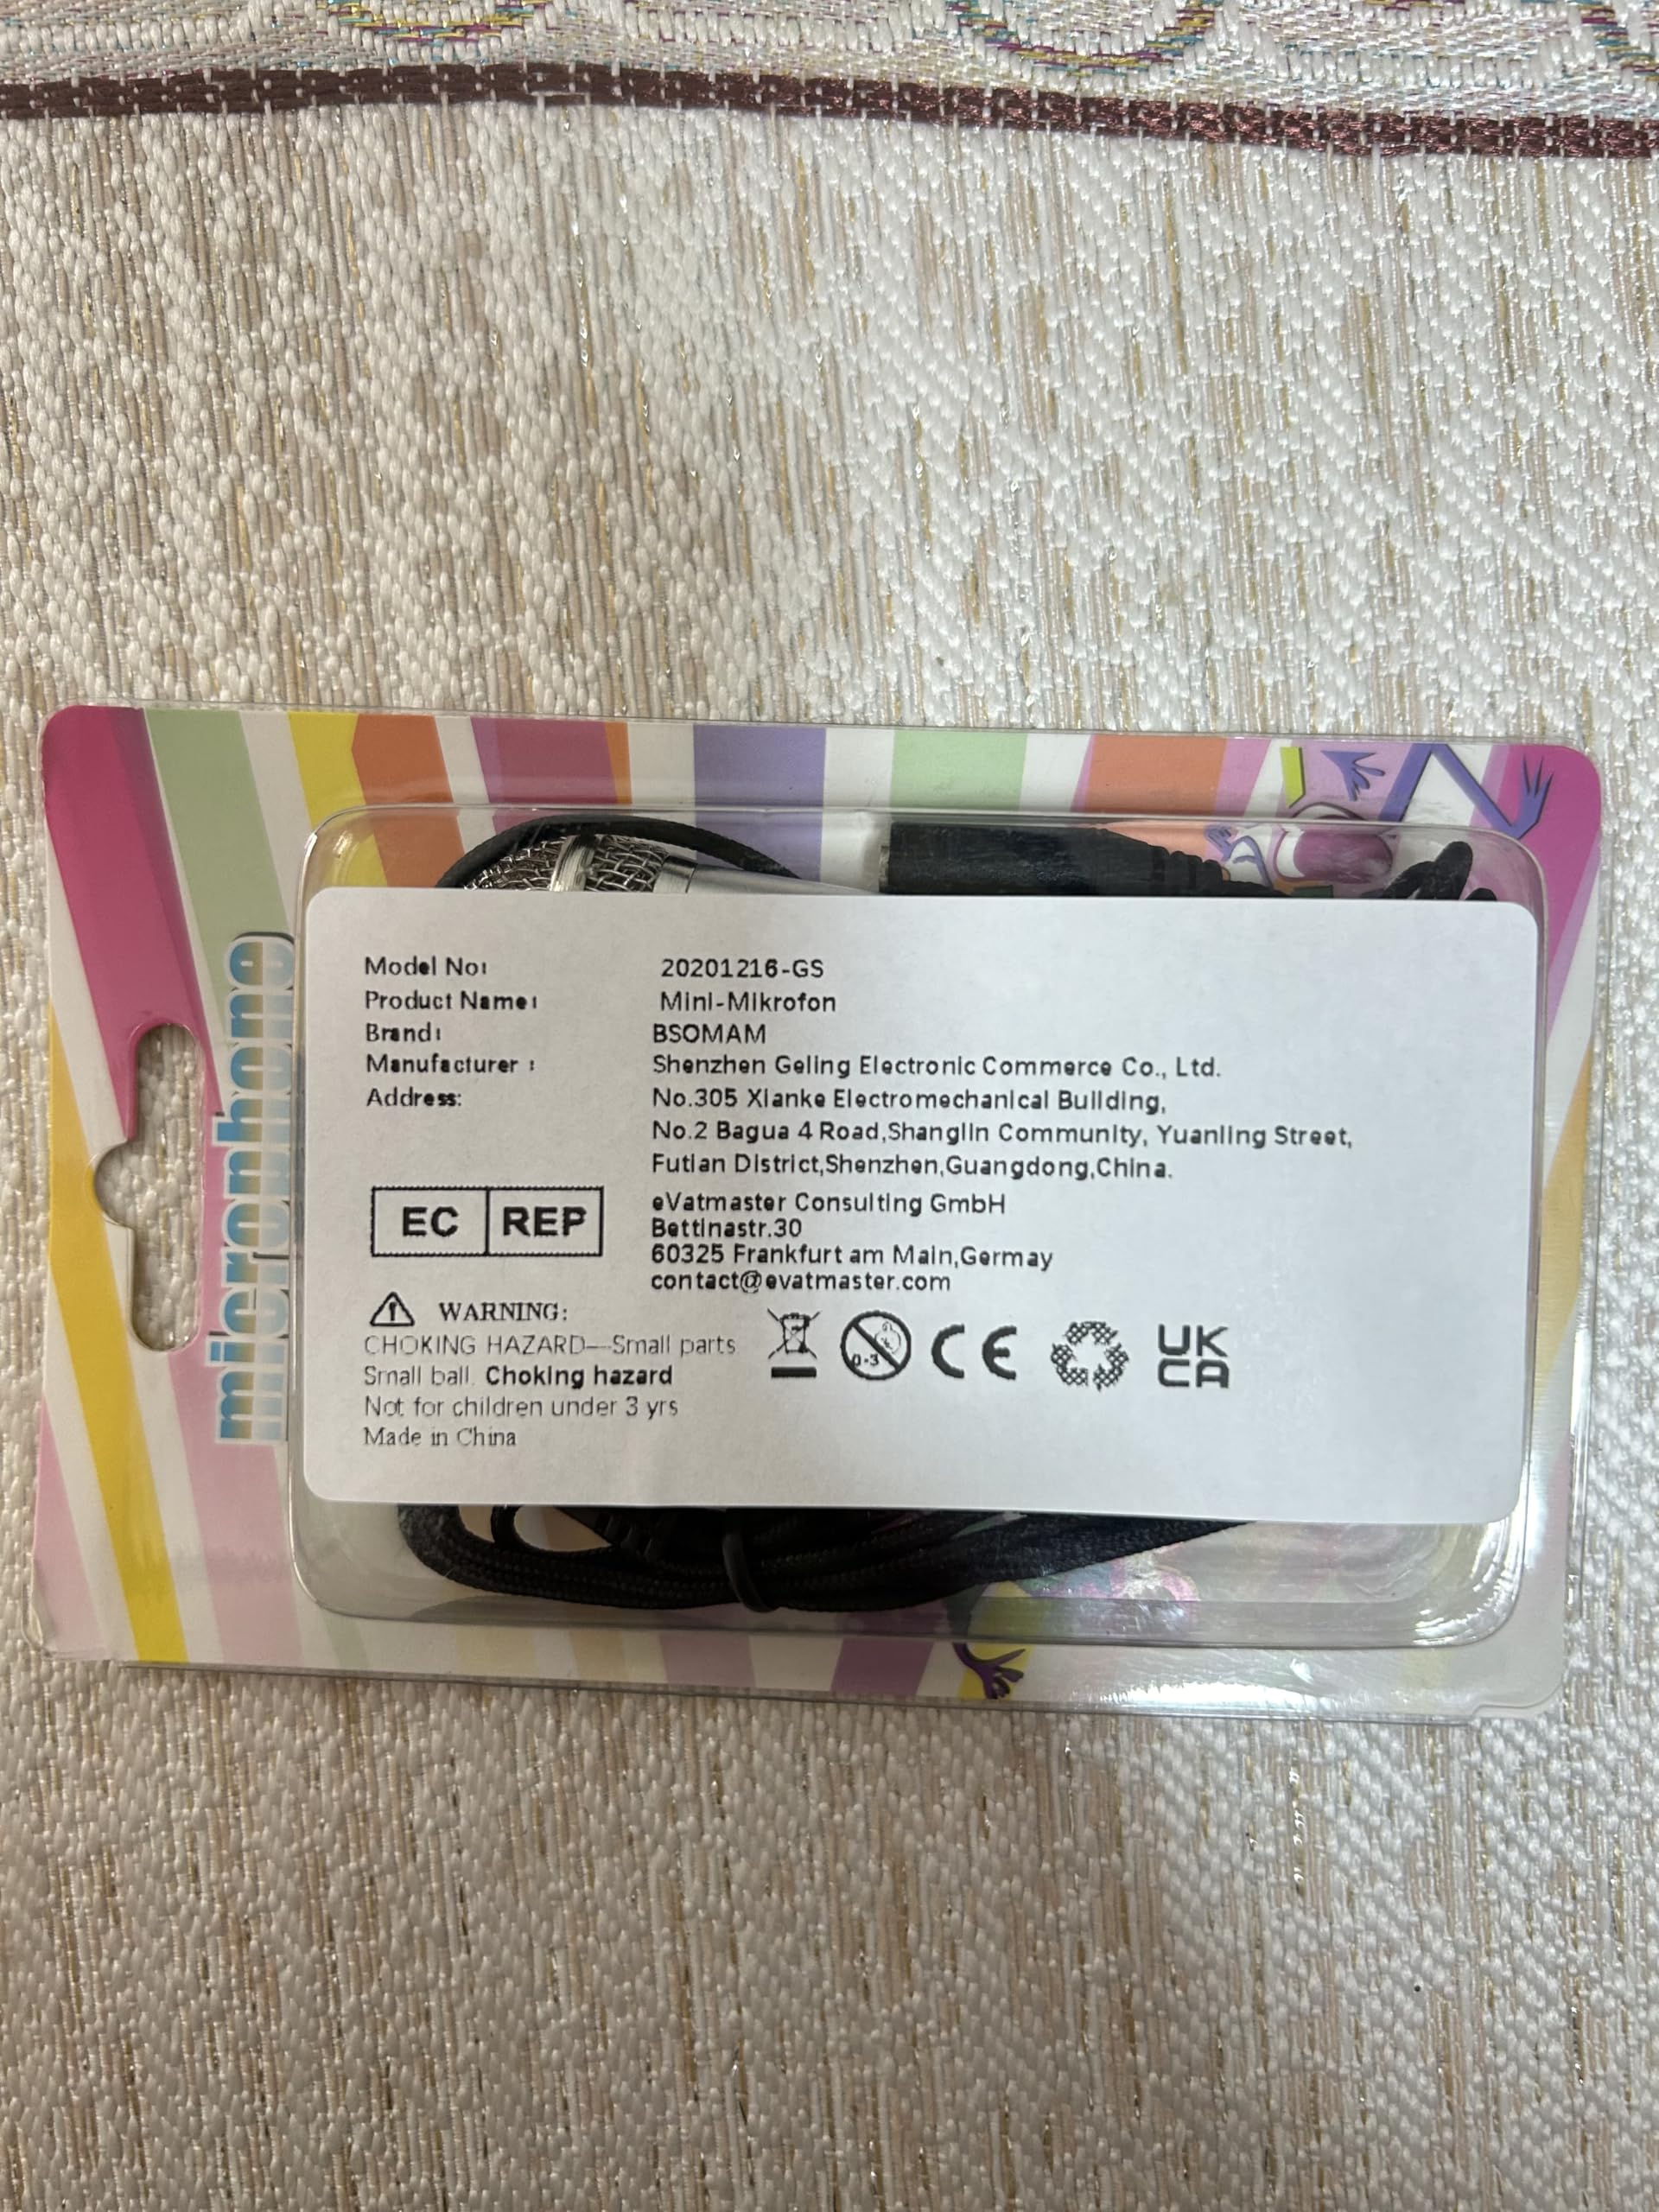 microphone
Model No: 20201216-GS
Product Name: Mini-Mikrofon
Brand: BSOMAM
Manufacturer : Shenzhen Geling Electronic Commerce Co., Ltd.
Address: No.305 Xianke Electromechanical Building,
No.2 Bagua 4 Road,Shanglin Community, Yuanling Street,
Futian District,Shenzhen,Guangdong,China.
EC REP
eVatmaster Consulting GmbH
Bettinastr.30
60325 Frankfurt am Main,Germay
contact@evatmaster.com
WARNING:
CHOKING HAZARD—Small parts
Small ball. Choking hazard
Not for children under 3 yrs
Made in China
0-3
CE
UK
CA